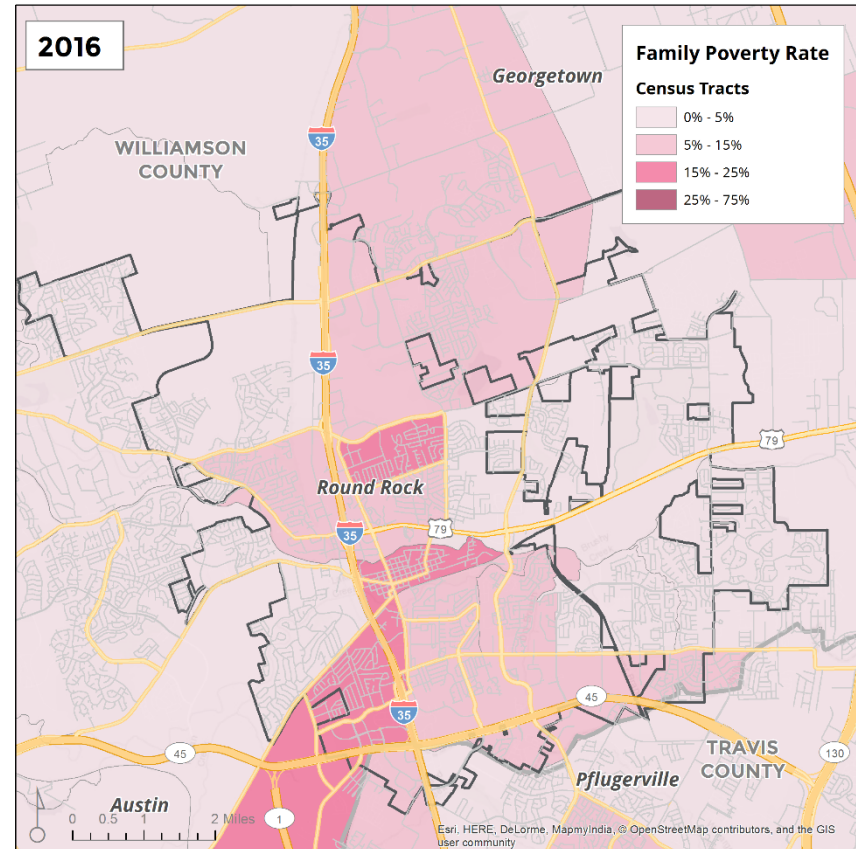 2016
Georgetown
Family Poverty Rate
Census Tracts
0% - 5%
5% - 15%
15% - 25%
25% - 75%
35
WILLIAMSON
COUNTY
35
79
Round Rock
79
35
45
35
TRAVIS
COUNTY
45
130
Pflugerville
Austin
1
0 0.5 1 2 Miles
Esri, HERE, DeLorme, MapmyIndia, © OpenStreetMap contributors, and the GIS
user community